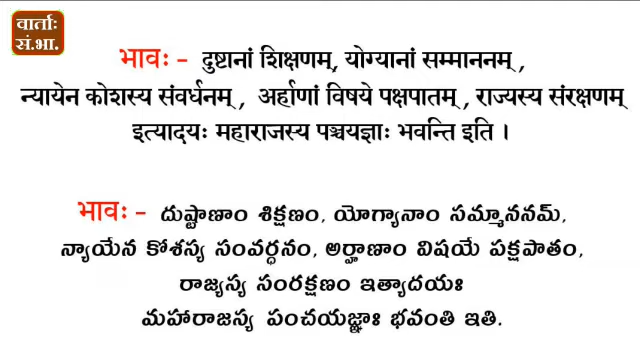 वार्ताः
सं.भा.
भावः - दुष्टानां शिक्षणम्, योग्यानां सम्माननम् ,
न्यायेन कोशस्य संवर्धनम् , अर्हाणां विषये पक्षपातम् , राज्यस्य संरक्षणम्
इत्यादयः महाराजस्य पञ्चयज्ञाः भवन्ति इति ।
भावः - దుష్టాణాం శిక్షణం, యోగ్యానాం సమ్మాననమ్,
న్యాయేన కోశస్య సంవర్ధనం, అర్హాణాం విషయే పక్షపాతం,
రాజ్యస్య సంరక్షణం ఇత్యాదయః
మహారాజస్య పంచయజ్ఞాః భవంతి ఇతి.